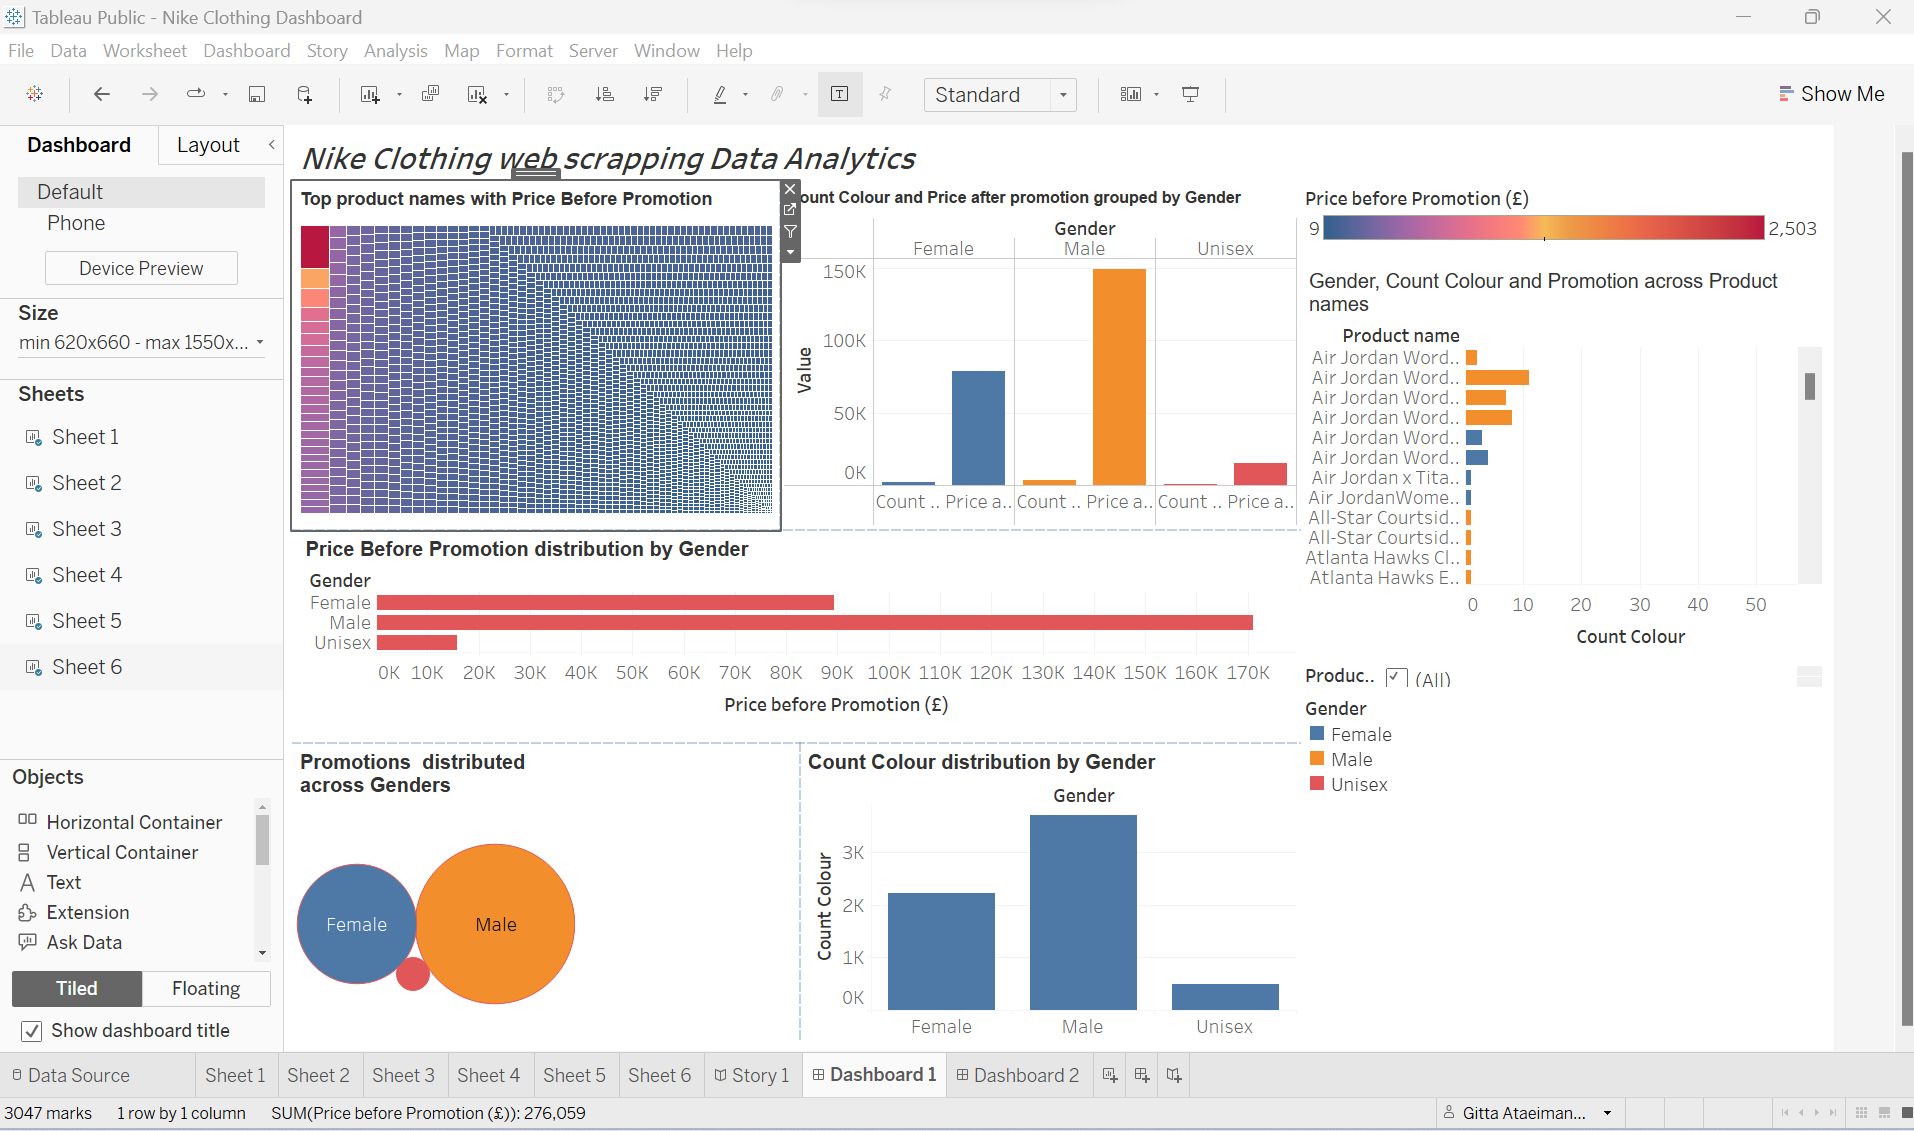 Tableau Public - Nike Clothing Dashboard
File Data Worksheet Dashboard Story Analysis Map Format Server Window Help
Standard
Show Me
Dashboard Layout
Default
Phone
Device Preview
Size
min 620x660 - max 1550x...
Sheets
Sheet 1
Sheet 2
Sheet 3
Sheet 4
Sheet 5
Sheet 6
Objects
Horizontal Container
Vertical Container
Text
Extension
Ask Data
Tiled Floating
Show dashboard title
Nike Clothing web scrapping Data Analytics
Top product names with Price Before Promotion
ount Colour and Price after promotion grouped by Gender
Gender
Female Male Unisex
150K
100K
50K
0K
Value
Count .. Price a.. Count .. Price a.. Count .. Price a..
Price before Promotion (£)
9 2,503
Gender, Count Colour and Promotion across Product
names
Product name
Air Jordan Word..
Air Jordan Word..
Air Jordan Word..
Air Jordan Word..
Air Jordan Word..
Air Jordan Word..
Air Jordan x Tita..
Air JordanWome..
All-Star Courtsid..
All-Star Courtsid..
Atlanta Hawks Cl..
Atlanta Hawks E..
0 10 20 30 40 50
Count Colour
Produc.. (All)
Gender
Female
Male
Unisex
Price Before Promotion distribution by Gender
Gender
Female
Male
Unisex
0K 10K 20K 30K 40K 50K 60K 70K 80K 90K 100K 110K 120K 130K 140K 150K 160K 170K
Price before Promotion (£)
Promotions distributed
across Genders
Female Male
Count Colour distribution by Gender
Gender
3K
2K
1K
0K
Count Colour
Female Male Unisex
Data Source Sheet 1 Sheet 2 Sheet 3 Sheet 4 Sheet 5 Sheet 6 Story 1 Dashboard 1 Dashboard 2
3047 marks 1 row by 1 column SUM(Price before Promotion (£)): 276,059
Gitta Ataeiman...